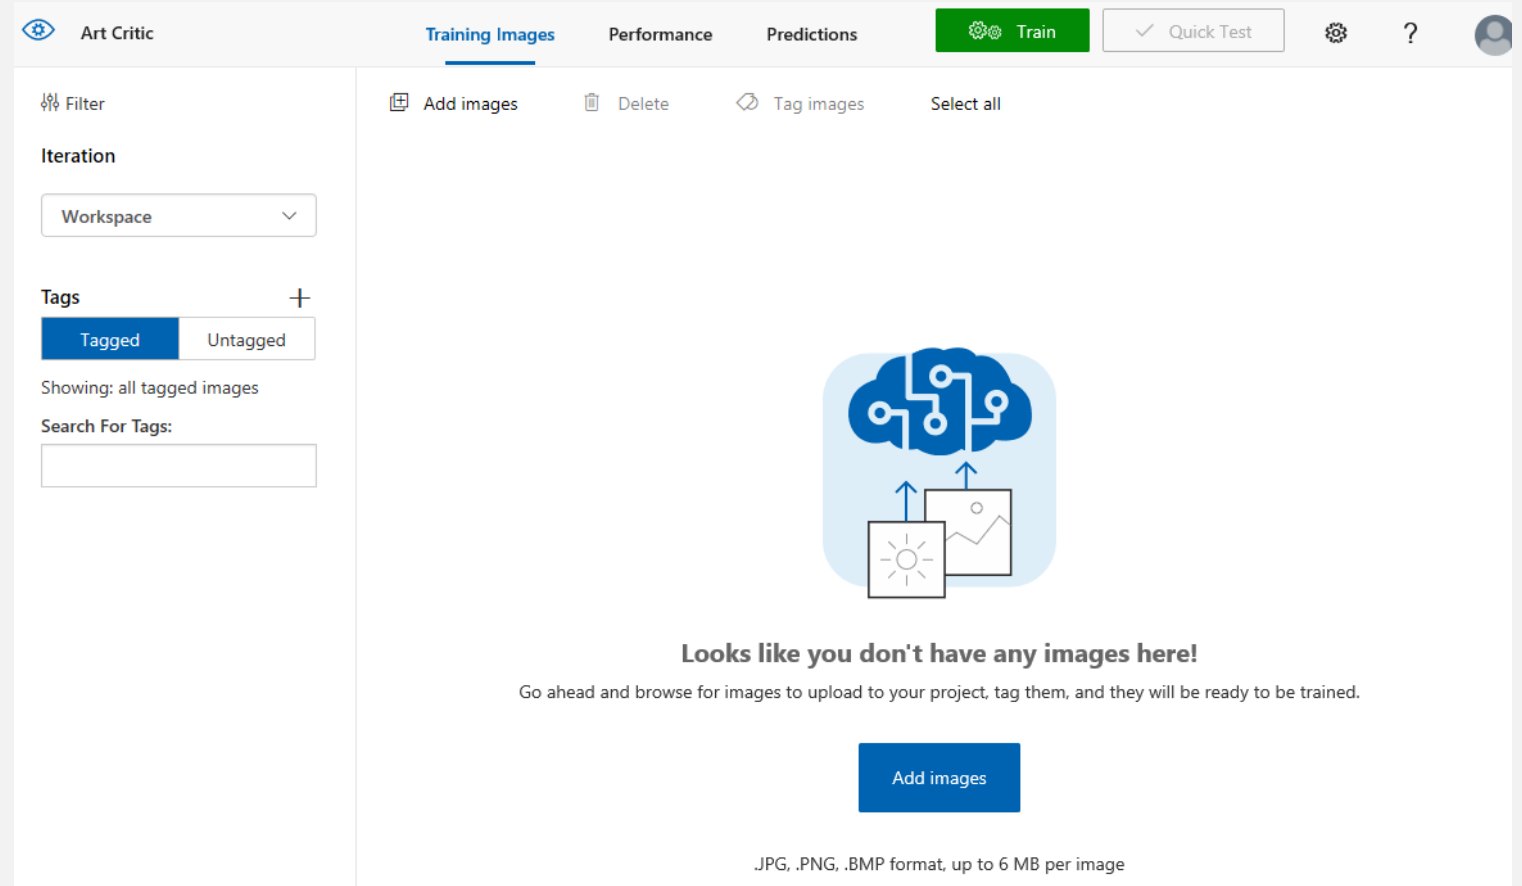 Art Critic
Training Images
Performance
Predictions
Train
Quick Test
?
Filter
Iteration
Workspace
Tags
Tagged
Untagged
Showing: all tagged images
Search For Tags:
Add images
Delete
Tag images
Select all
Looks like you don't have any images here!
Go ahead and browse for images to upload to your project, tag them, and they will be ready to be trained.
Add images
.JPG, .PNG, .BMP format, up to 6 MB per image